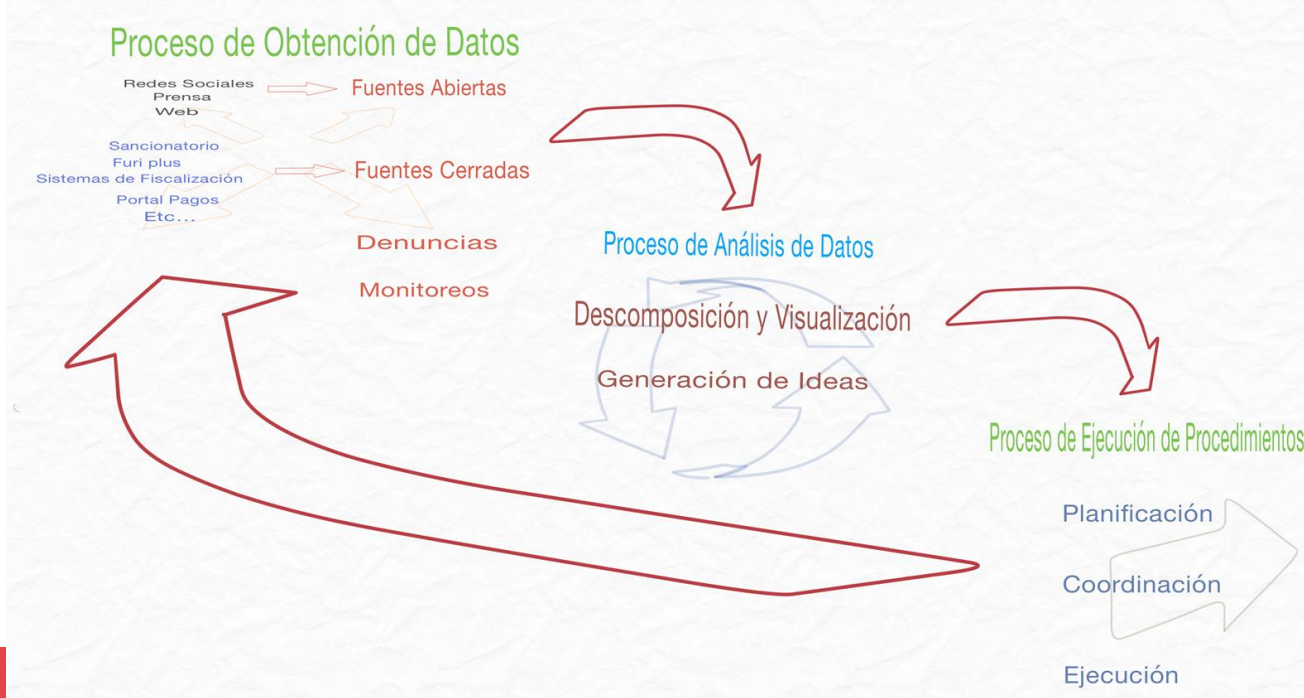 Proceso de Obtención de Datos
Redes Sociales
Prensa
Web
Fuentes Abiertas
Sancionatorio
Furi plus
Sistemas de Fiscalización
Portal Pagos
Etc...
Fuentes Cerradas
Denuncias
Monitoreos
Proceso de Análisis de Datos
Descomposición y Visualización
Generación de Ideas
Proceso de Ejecución de Procedimientos
Planificación
Coordinación
Ejecución